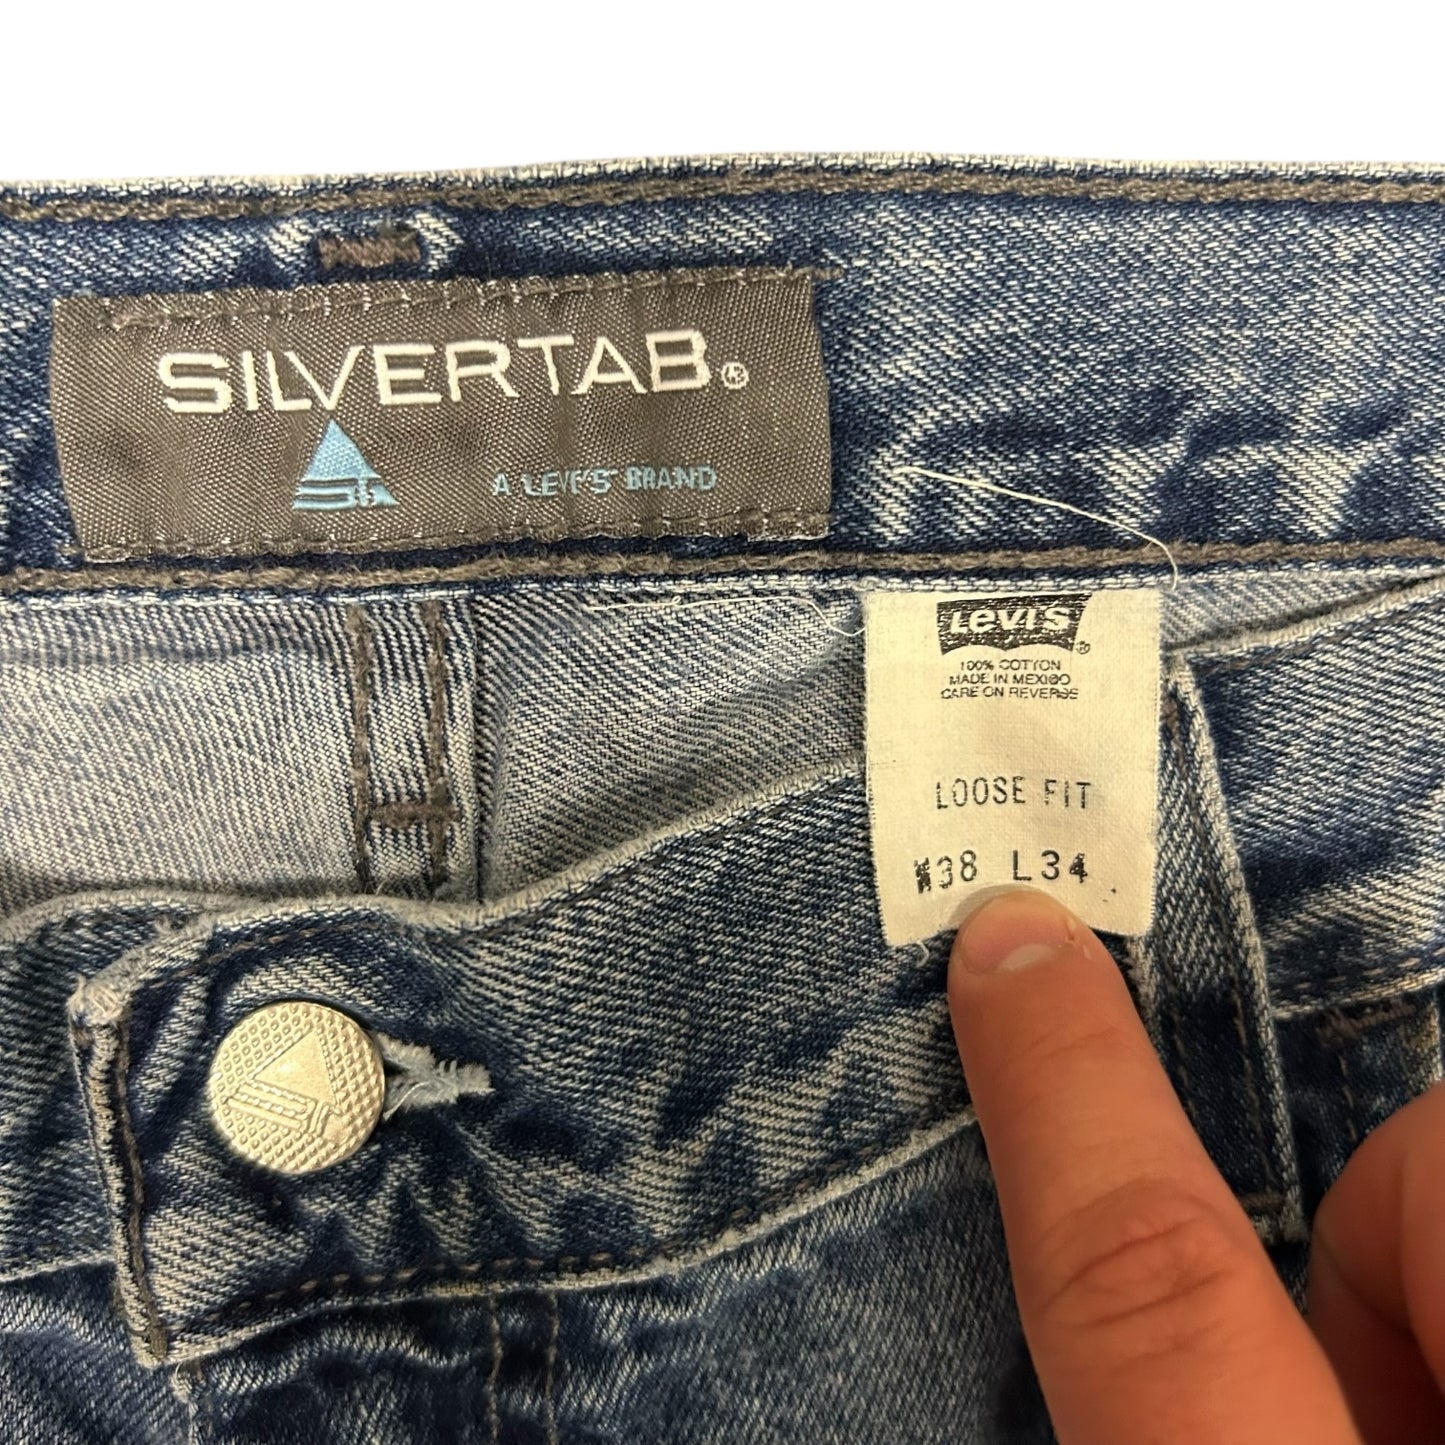 SILVERTAB®
A LEVI'S BRAND
LEVI'S®
100% COTTON
MADE IN MEXICO
CARE ON REVERSE
LOOSE FIT
W38 L34